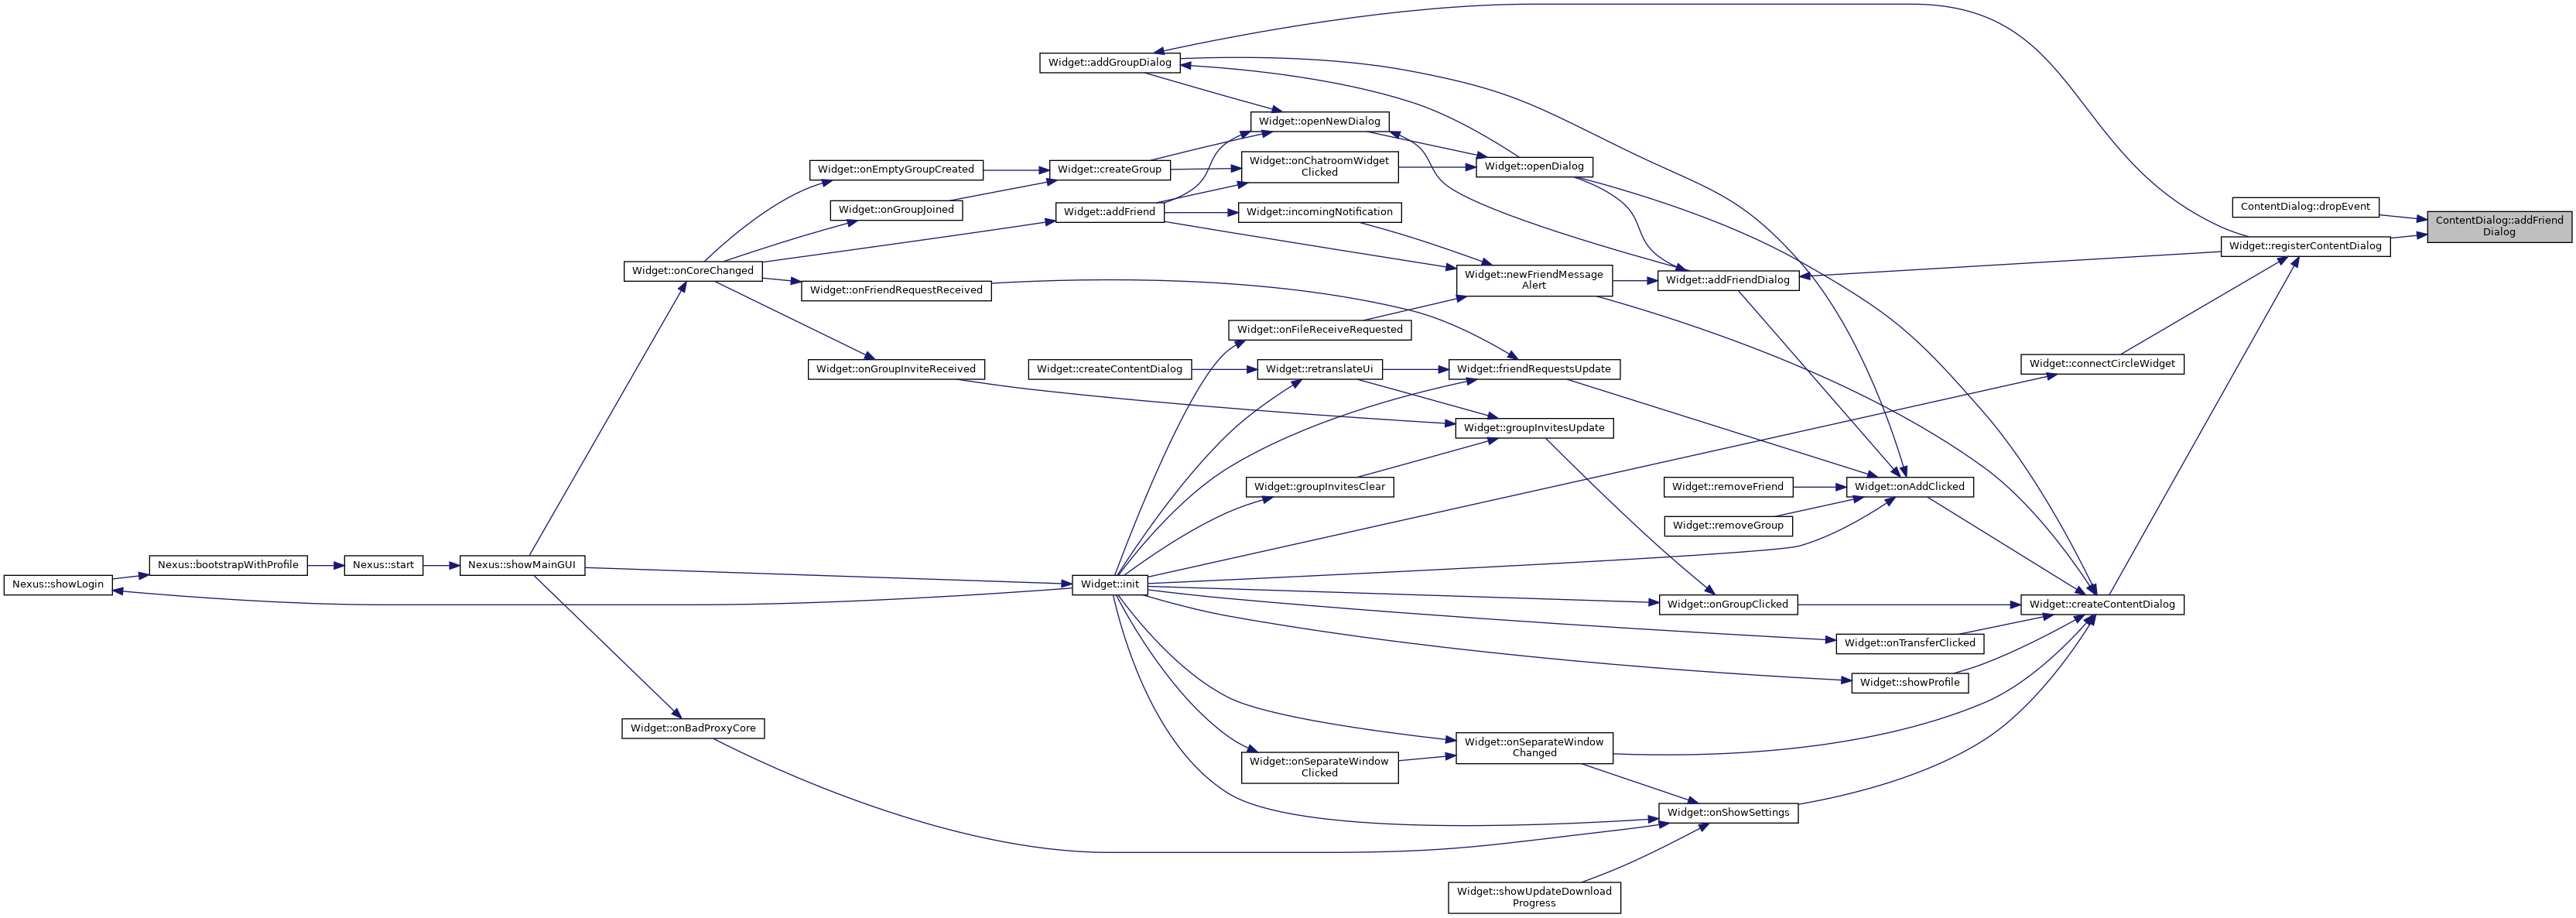 Widget::addGroupDialog
Widget::openNewDialog
Widget::onEmptyGroupCreated
Widget::createGroup
Widget::onChatroomWidget
Clicked
Widget::openDialog
Widget::onGroupJoined
Widget::addFriend
Widget::incomingNotification
ContentDialog::dropEvent
ContentDialog::addFriend
Dialog
Widget::registerContentDialog
Widget::onCoreChanged
Widget::onFriendRequestReceived
Widget::newFriendMessage
Alert
Widget::addFriendDialog
Widget::onFileReceiveRequested
Widget::onGroupInviteReceived
Widget::createContentDialog
Widget::retranslateUi
Widget::friendRequestsUpdate
Widget::connectCircleWidget
Widget::groupInvitesUpdate
Widget::groupInvitesClear
Widget::removeFriend
Widget::onAddClicked
Widget::removeGroup
Nexus::showLogin
Nexus::bootstrapWithProfile
Nexus::start
Nexus::showMainGUI
Widget::init
Widget::onGroupClicked
Widget::createContentDialog
Widget::onTransferClicked
Widget::showProfile
Widget::onBadProxyCore
Widget::onSeparateWindow
Clicked
Widget::onSeparateWindow
Changed
Widget::onShowSettings
Widget::showUpdateDownload
Progress